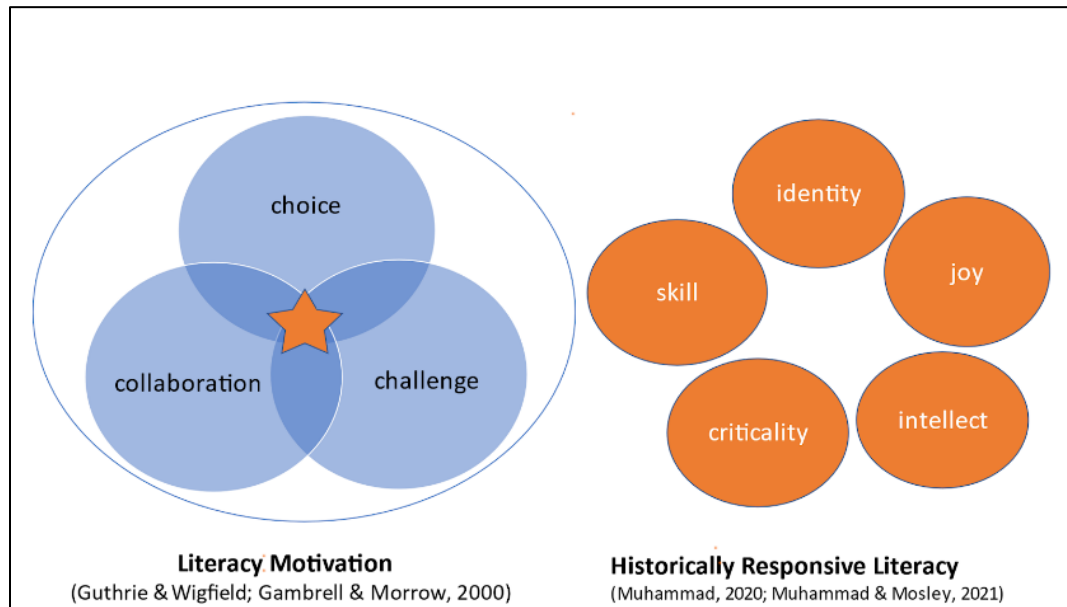 choice
collaboration
challenge
identity
skill
joy
criticality
intellect
Literacy Motivation
(Guthrie & Wigfield; Gambrell & Morrow, 2000)
Historically Responsive Literacy
(Muhammad, 2020; Muhammad & Mosley, 2021)